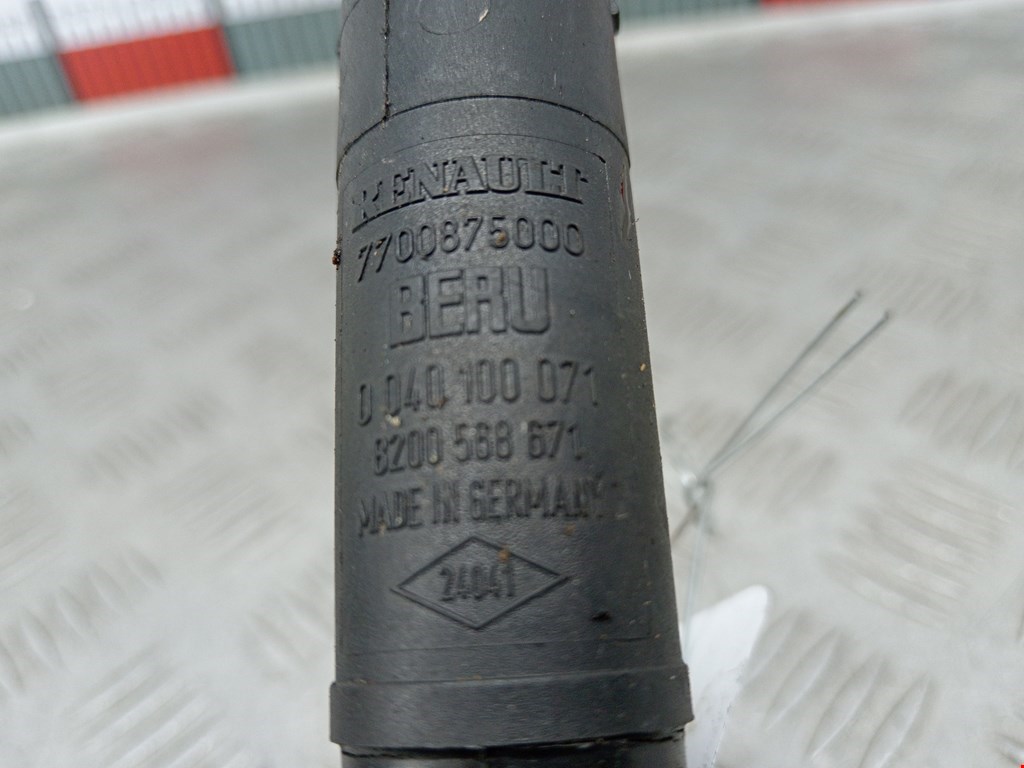 RENAULT
7700875000
BERU
0 040 100 071
8200 568 671
MADE IN GERMANY
24041